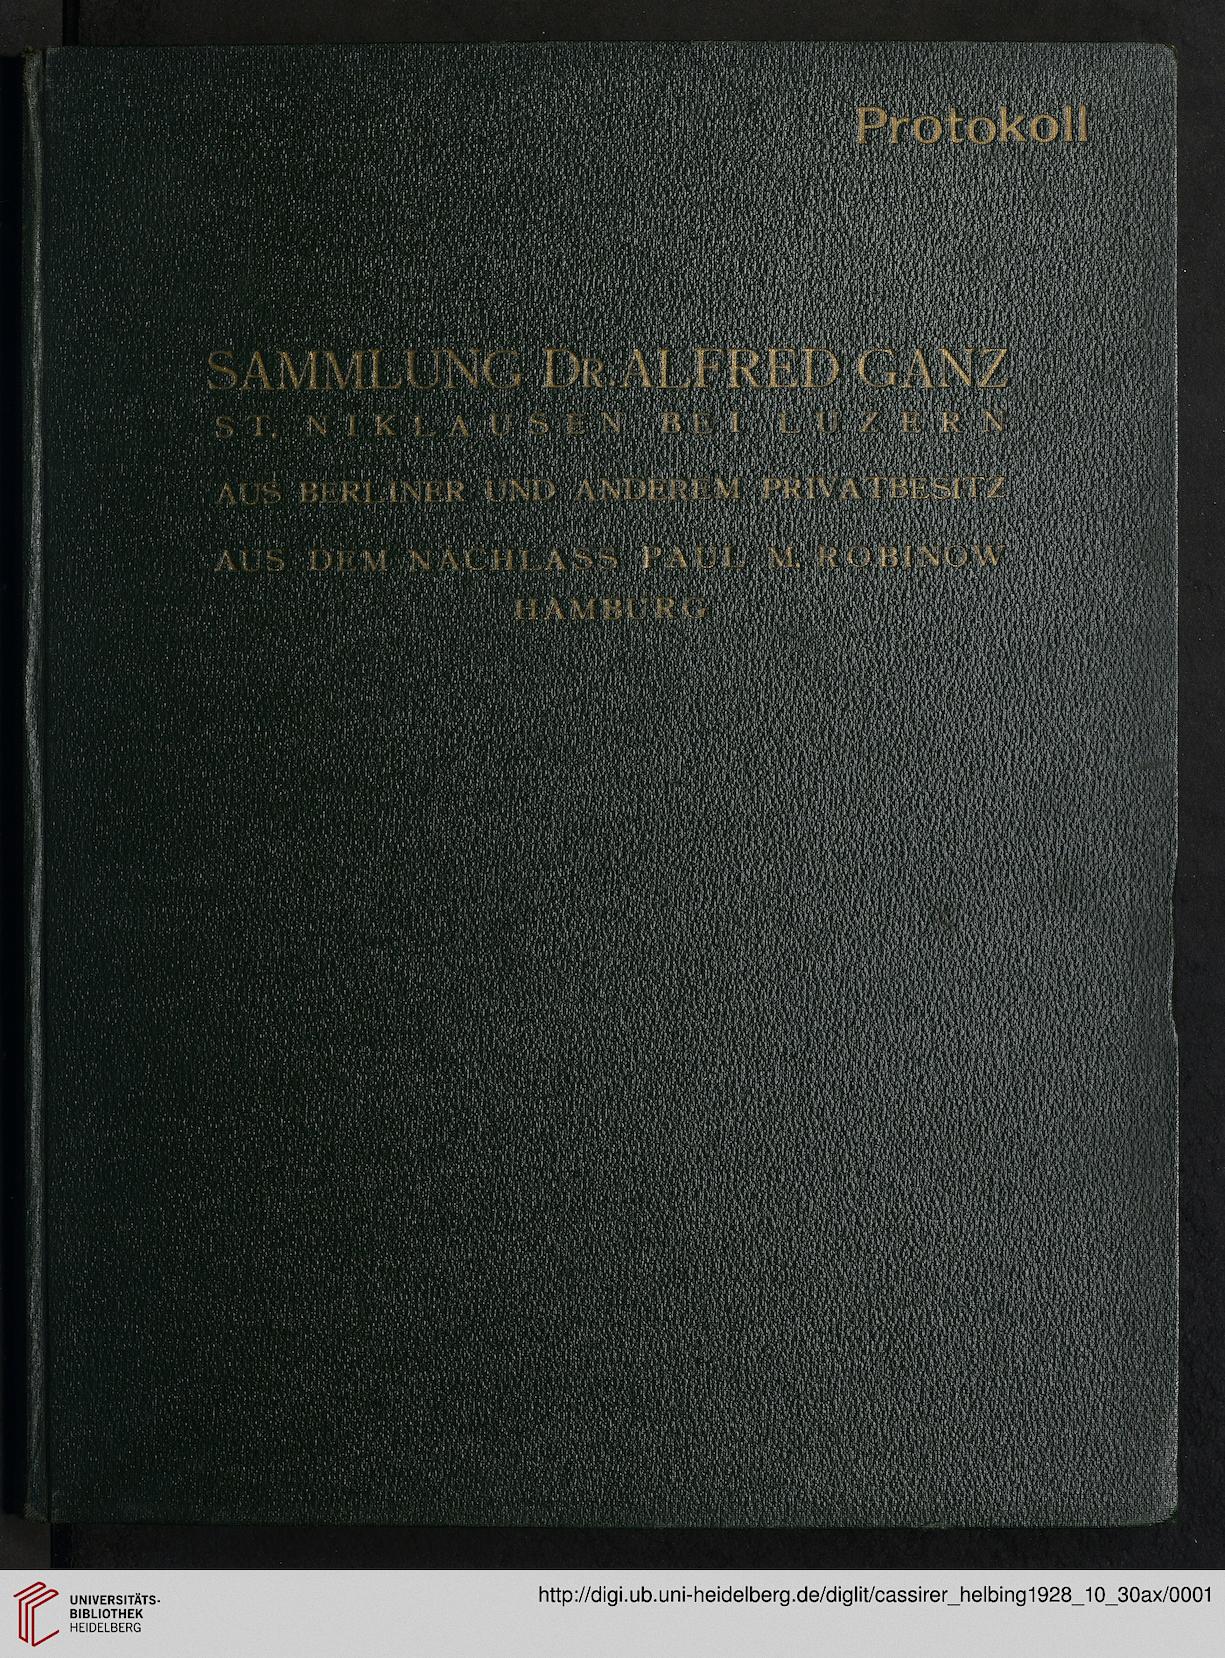 Protokoll
SAMMLUNG DR. ALFRED GANZ
ST. NIKLAUSEN BEI LUZERN
AUS BERLINER UND ANDEREM PRIVATBESITZ
AUS DEM NACHLASS PAUL M. ROBINOW
HAMBURG
UNIVERSITÄTS-
BIBLIOTHEK
HEIDELBERG
http://digi.ub.uni-heidelberg.de/diglit/cassirer_helbing1928_10_30ax/0001